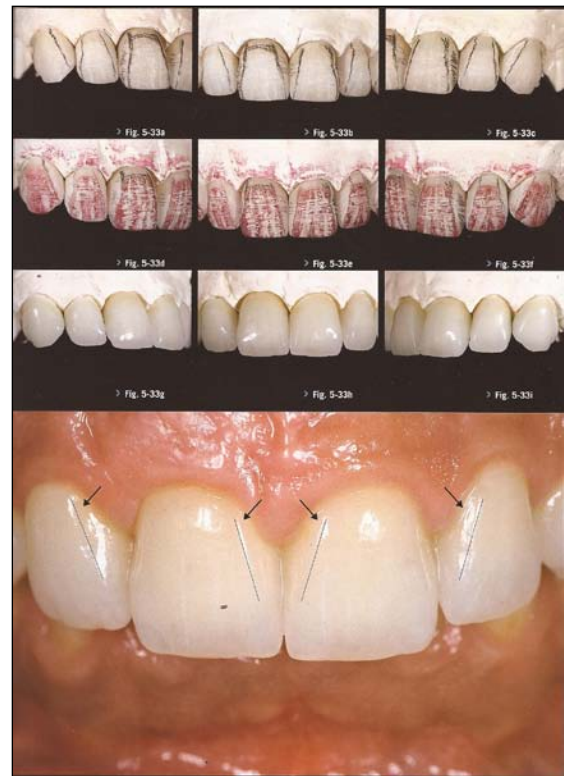 > Fig. 5-33a
> Fig. 5-33b
> Fig. 5-33c
> Fig. 5-33d
> Fig. 5-33e
> Fig. 5-33f
> Fig. 5-33g
> Fig. 5-33h
> Fig. 5-33i